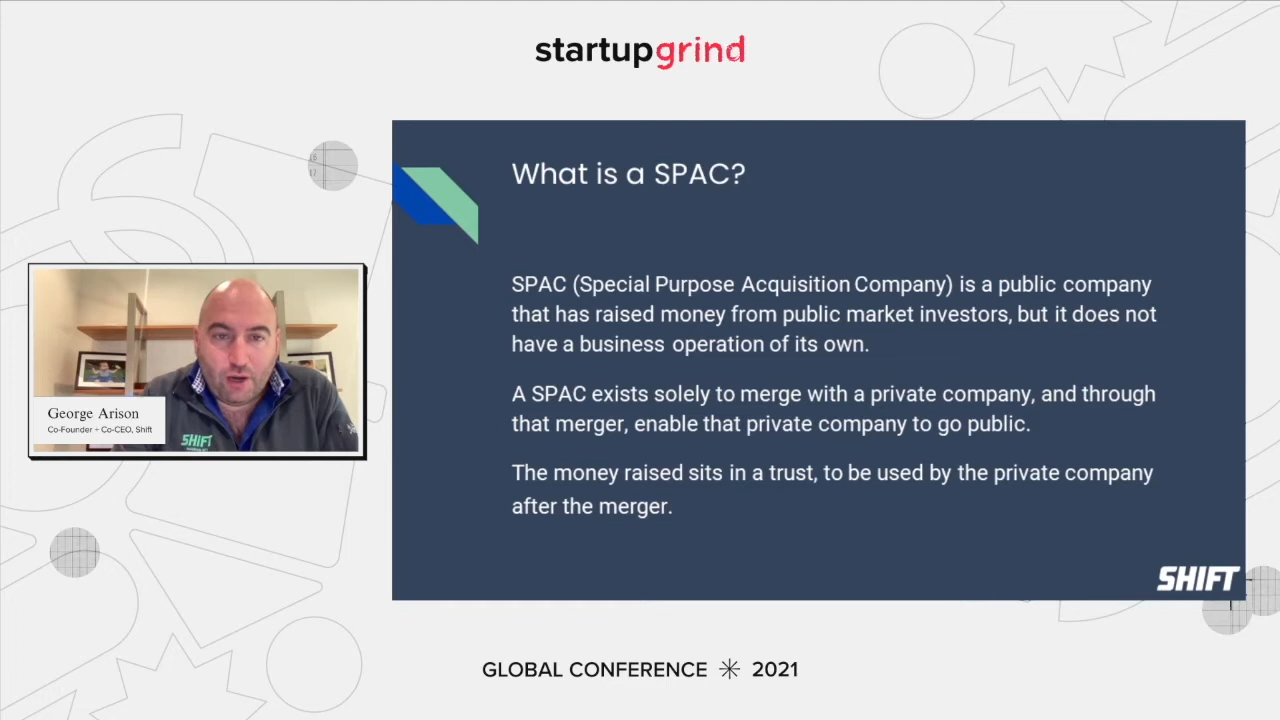 startupgrind
What is a SPAC?
SPAC (Special Purpose Acquisition Company) is a public company
that has raised money from public market investors, but it does not
have a business operation of its own.
A SPAC exists solely to merge with a private company, and through
that merger, enable that private company to go public.
The money raised sits in a trust, to be used by the private company
after the merger.
SHIFT
George Arison
Co-Founder + Co-CEO, Shift
SHIFT
GLOBAL CONFERENCE 2021
16
17